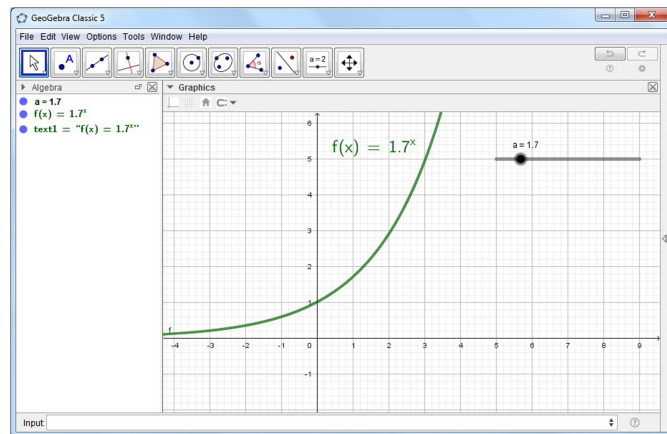 GeoGebra Classic 5
File Edit View Options Tools Window Help
A
a=2
Algebra
Graphics
a = 1.7
f(x) = 1.7ˣ
text1 = “f(x) = 1.7ˣ”
f(x) = 1.7ˣ
a = 1.7
6
5
4
3
2
1
-1
f
-4 -3 -2 -1 0 1 2 3 4 5 6 7 8 9
Input: